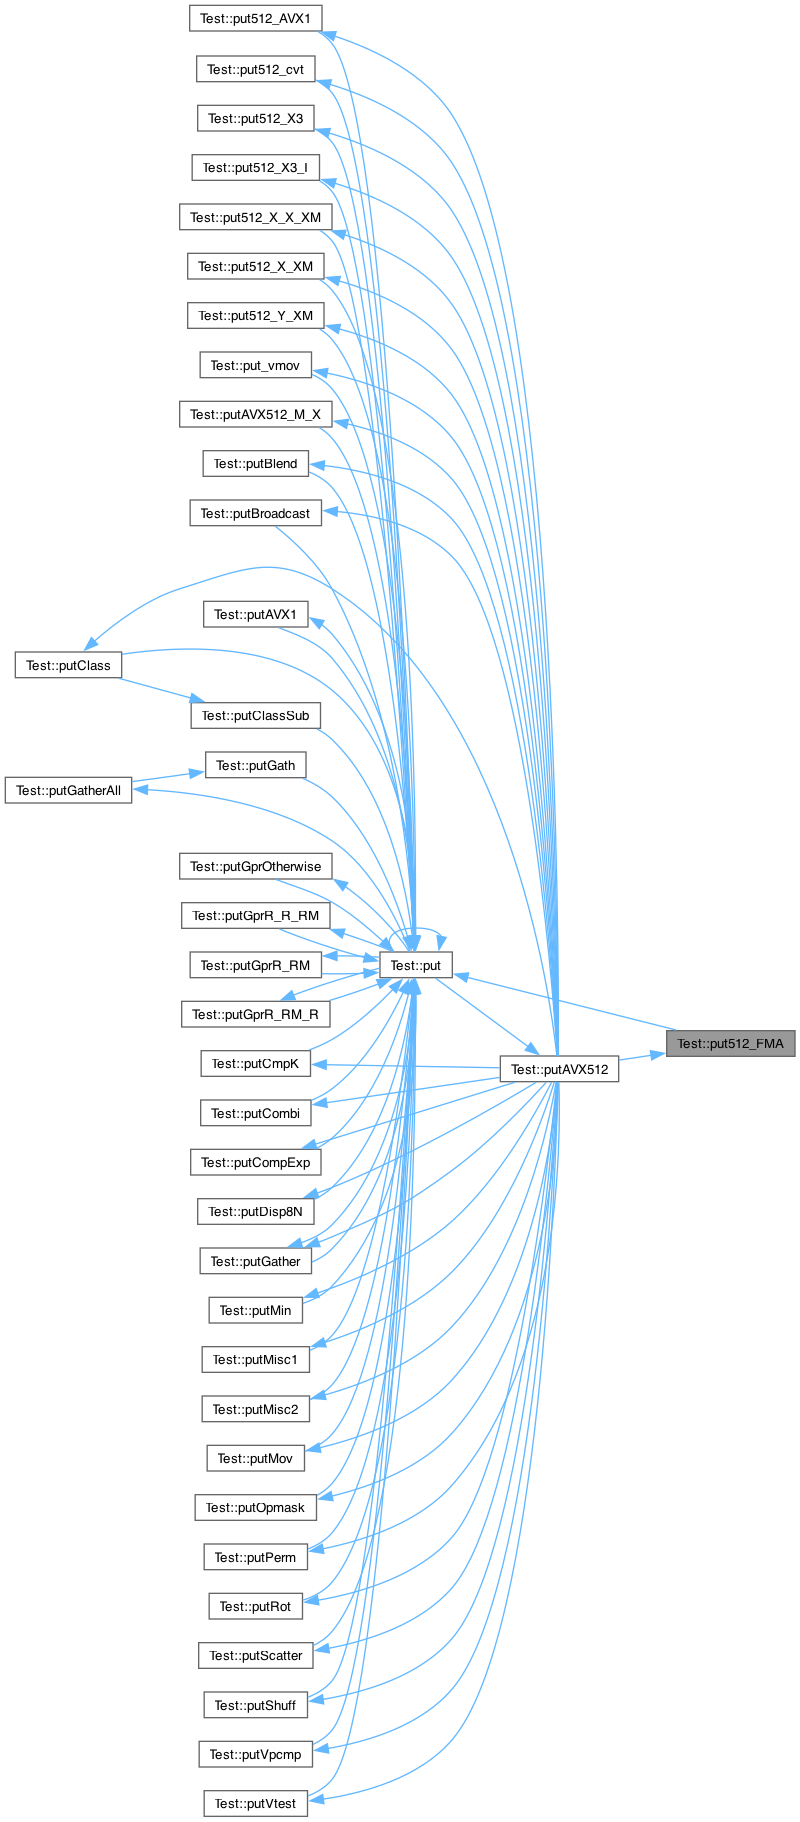 Test::put512_AVX1
Test::put512_cvt
Test::put512_X3
Test::put512_X3_I
Test::put512_X_X_XM
Test::put512_X_XM
Test::put512_Y_XM
Test::put_vmov
Test::putAVX512_M_X
Test::putBlend
Test::putBroadcast
Test::putAVX1
Test::putClass
Test::putClassSub
Test::putGath
Test::putGatherAll
Test::putGprOtherwise
Test::putGprR_R_RM
Test::putGprR_RM
Test::put
Test::putGprR_RM_R
Test::put512_FMA
Test::putCmpK
Test::putAVX512
Test::putCombi
Test::putCompExp
Test::putDisp8N
Test::putGather
Test::putMin
Test::putMisc1
Test::putMisc2
Test::putMov
Test::putOpmask
Test::putPerm
Test::putRot
Test::putScatter
Test::putShuff
Test::putVpcmp
Test::putVtest